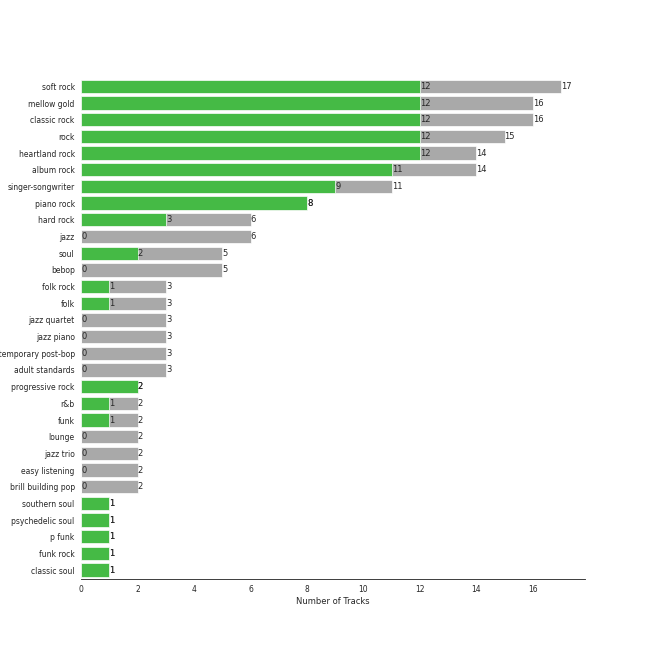 soft rock 12 17
mellow gold 12 16
classic rock 12 16
rock 12 15
heartland rock 12 14
album rock 11 14
singer-songwriter 9 11
piano rock 8
hard rock 3 6
jazz 0 6
soul 2 5
bebop 0 5
folk rock 1 3
folk 1 3
jazz quartet 0 3
jazz piano 0 3
temporary post-bop 0 3
adult standards 0 3
progressive rock 2
r&b 1 2
funk 1 2
lounge 0 2
jazz trio 0 2
easy listening 0 2
brill building pop 0 2
southern soul 1
psychedelic soul 1
p funk 1
funk rock 1
classic soul 1
0 2 4 6 8 10 12 14 16
Number of Tracks